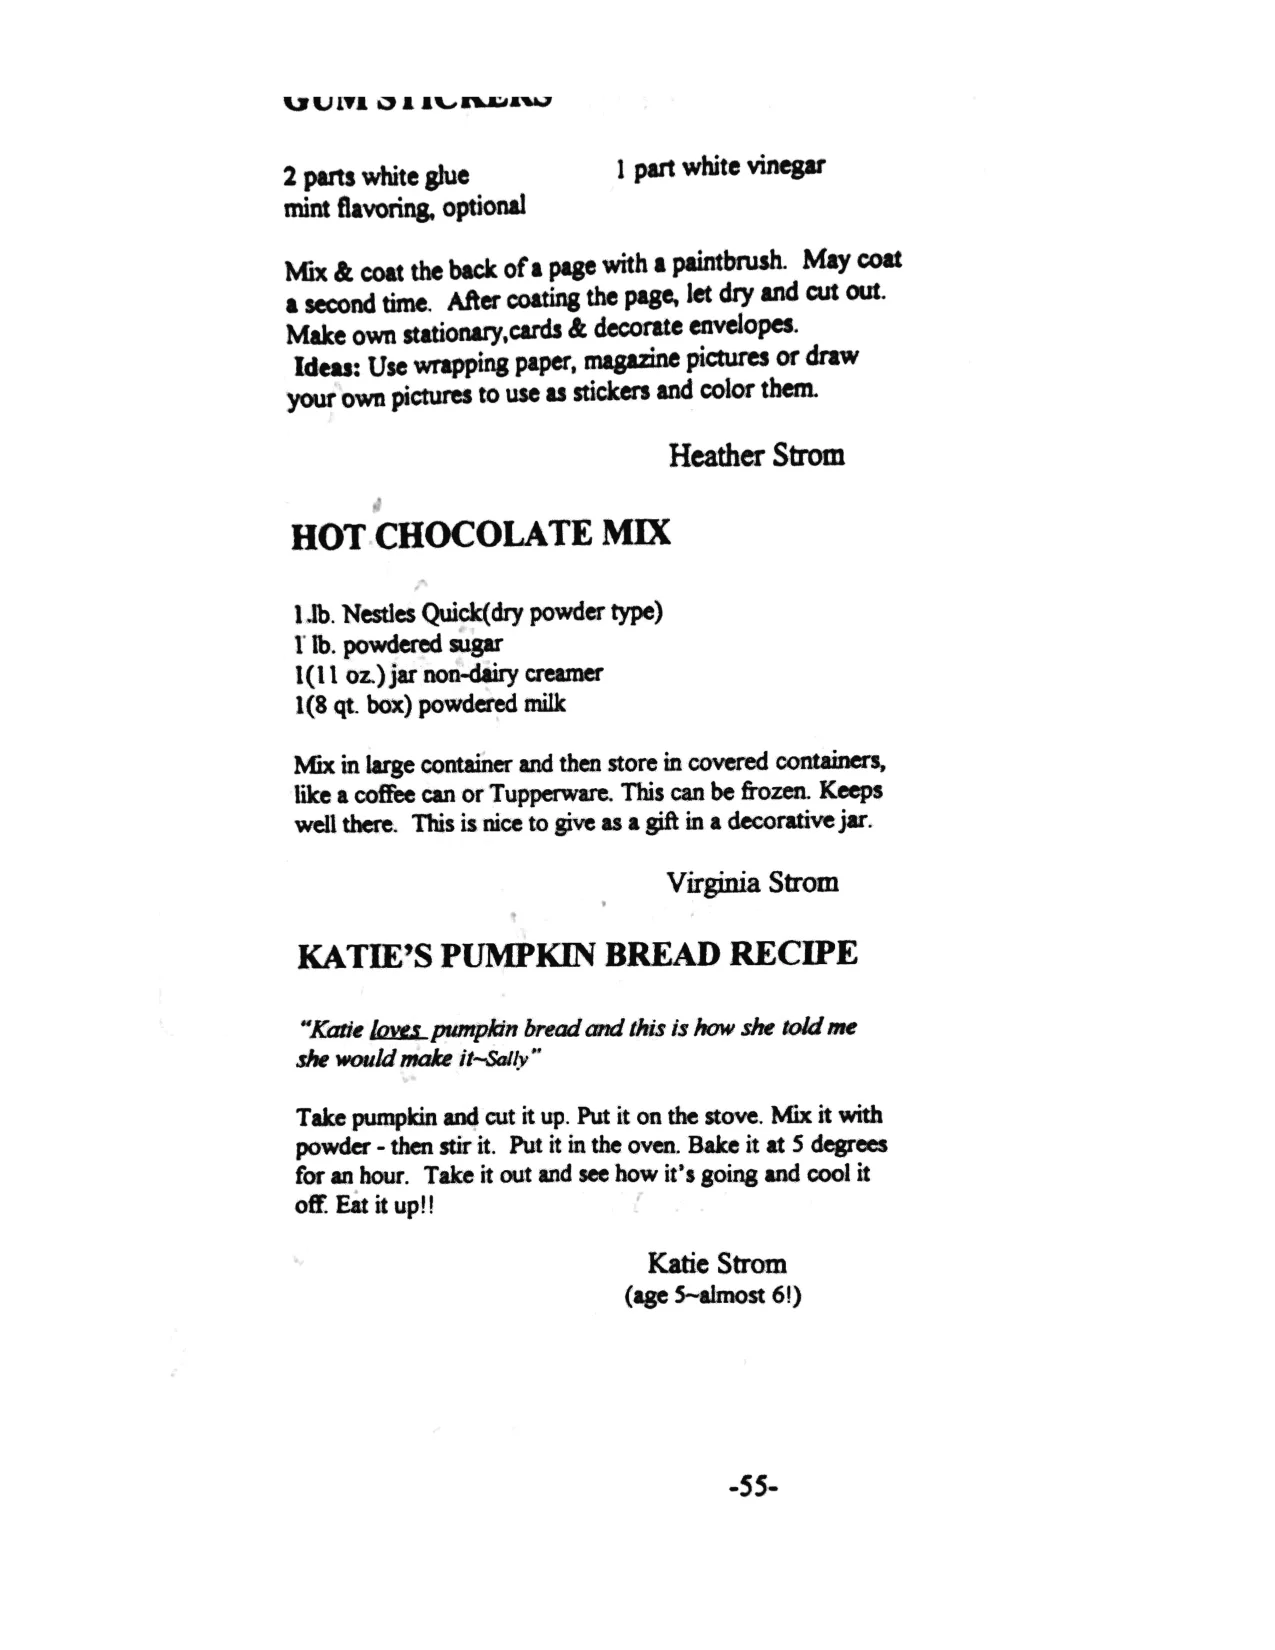 GUM STICKERS
2 parts white glue 1 part white vinegar
mint flavoring, optional
Mix & coat the back of a page with a paintbrush. May coat
a second time. After coating the page, let dry and cut out.
Make own stationary,cards & decorate envelopes.
Ideas: Use wrapping paper, magazine pictures or draw
your own pictures to use as stickers and color them.
Heather Strom
HOT CHOCOLATE MIX
1 lb. Nestles Quick(dry powder type)
1 lb. powdered sugar
1(11 oz.) jar non-dairy creamer
1(8 qt. box) powdered milk
Mix in large container and then store in covered containers,
like a coffee can or Tupperware. This can be frozen. Keeps
well there. This is nice to give as a gift in a decorative jar.
Virginia Strom
KATIE’S PUMPKIN BREAD RECIPE
"Katie loves pumpkin bread and this is how she told me
she would make it~Sally"
Take pumpkin and cut it up. Put it on the stove. Mix it with
powder - then stir it. Put it in the oven. Bake it at 5 degrees
for an hour. Take it out and see how it's going and cool it
off. Eat it up!!
Katie Strom
(age 5~almost 6!)
-55-